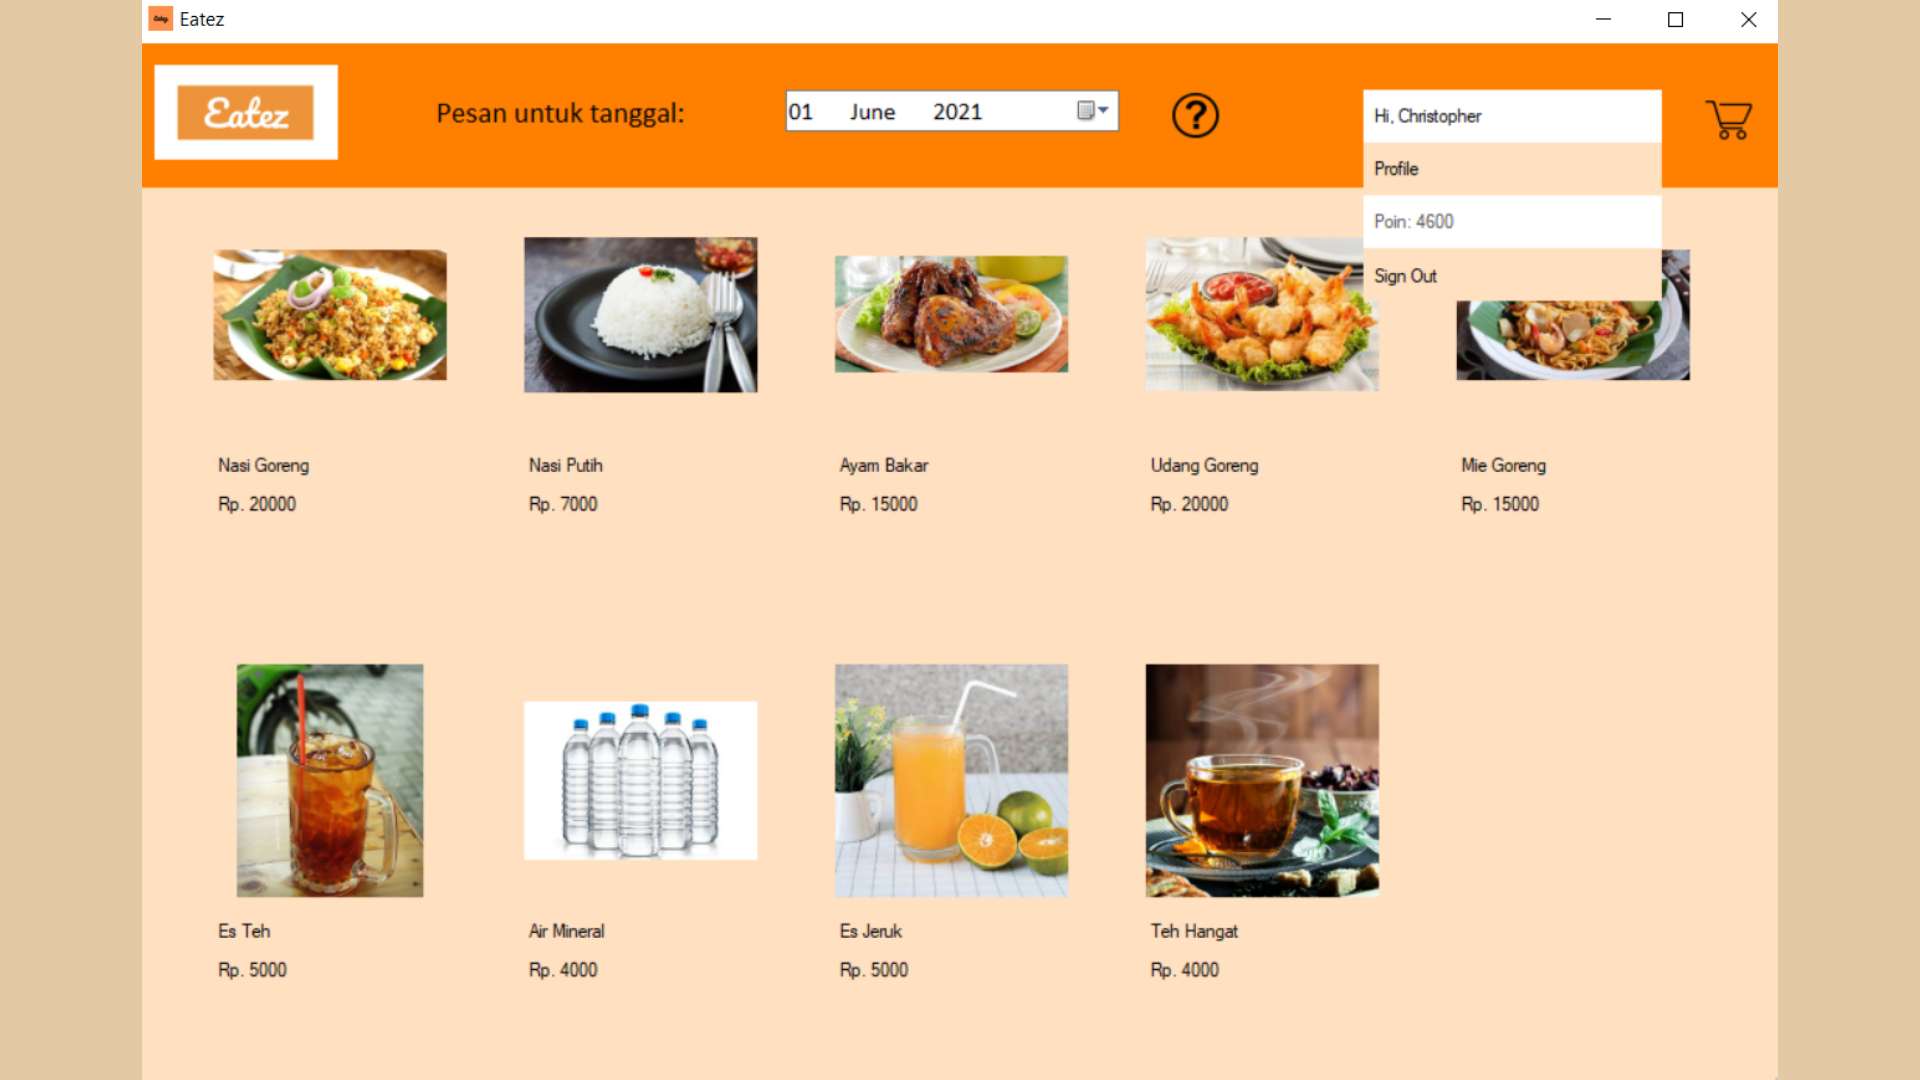 Eatez
Eatez
Pesan untuk tanggal:
01 June 2021
?
Hi, Christopher
Profile
Poin: 4600
Sign Out
Nasi Goreng
Rp. 20000
Nasi Putih
Rp. 7000
Ayam Bakar
Rp. 15000
Udang Goreng
Rp. 20000
Mie Goreng
Rp. 15000
Es Teh
Rp. 5000
Air Mineral
Rp. 4000
Es Jeruk
Rp. 5000
Teh Hangat
Rp. 4000